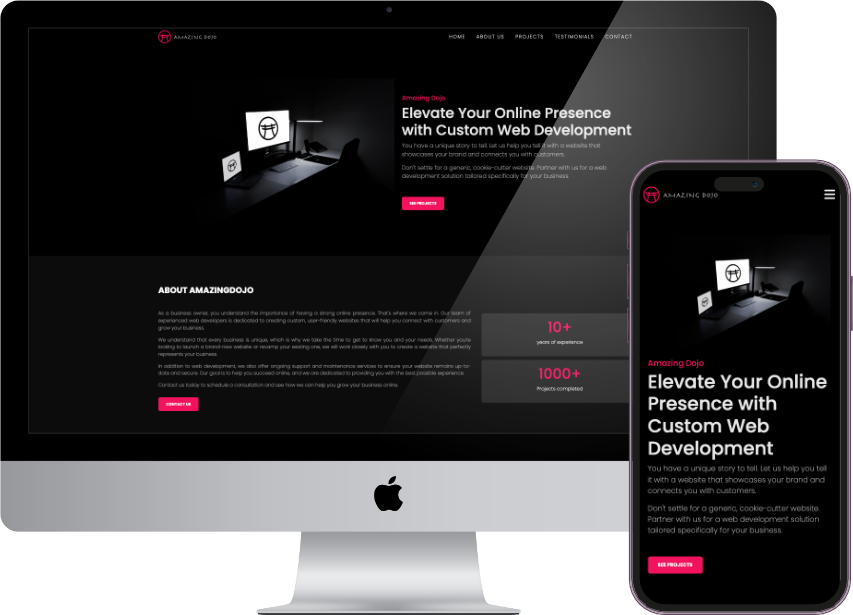 AMAZING DOJO
HOME ABOUT US PROJECTS TESTIMONIALS CONTACT
Amazing Dojo
Elevate Your Online Presence
with Custom Web Development
You have a unique story to tell. Let us help you tell it with a website that
showcases your brand and connects you with customers.
Don't settle for a generic, cookie-cutter website. Partner with us for a web
development solution tailored specifically for your business.
SEE PROJECTS
ABOUT AMAZINGDOJO
As a business owner, you understand the importance of having a strong online presence. That's where we come in. Our team of
experienced web developers is dedicated to creating custom, user-friendly websites that will help you connect with customers and
grow your business.
We understand that every business is unique, which is why we take the time to get to know you and your needs. Whether you're
looking to launch a brand-new website or revamp your existing one, we will work closely with you to create a website that perfectly
represents your business.
In addition to web development, we also offer ongoing support and maintenance services to ensure your website remains up-to-
date and secure. Our goal is to help you succeed online, and we are dedicated to providing you with the best possible experience.
Contact us today to schedule a consultation and see how we can help you grow your business online.
CONTACT US
10+
years of experience
1000+
Projects completed
AMAZING DOJO
Amazing Dojo
Elevate Your Online
Presence with
Custom Web
Development
You have a unique story to tell. Let us help you tell
it with a website that showcases your brand and
connects you with customers.
Don't settle for a generic, cookie-cutter website.
Partner with us for a web development solution
tailored specifically for your business.
SEE PROJECTS